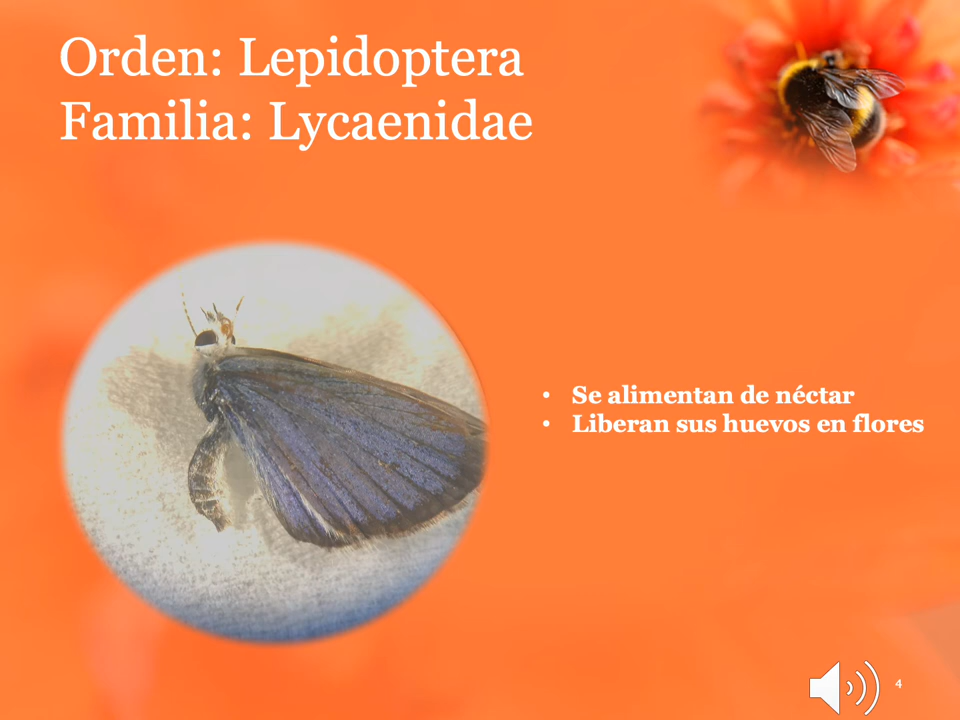 Orden: Lepidoptera
Familia: Lycaenidae
• Se alimentan de néctar
• Liberan sus huevos en flores
4